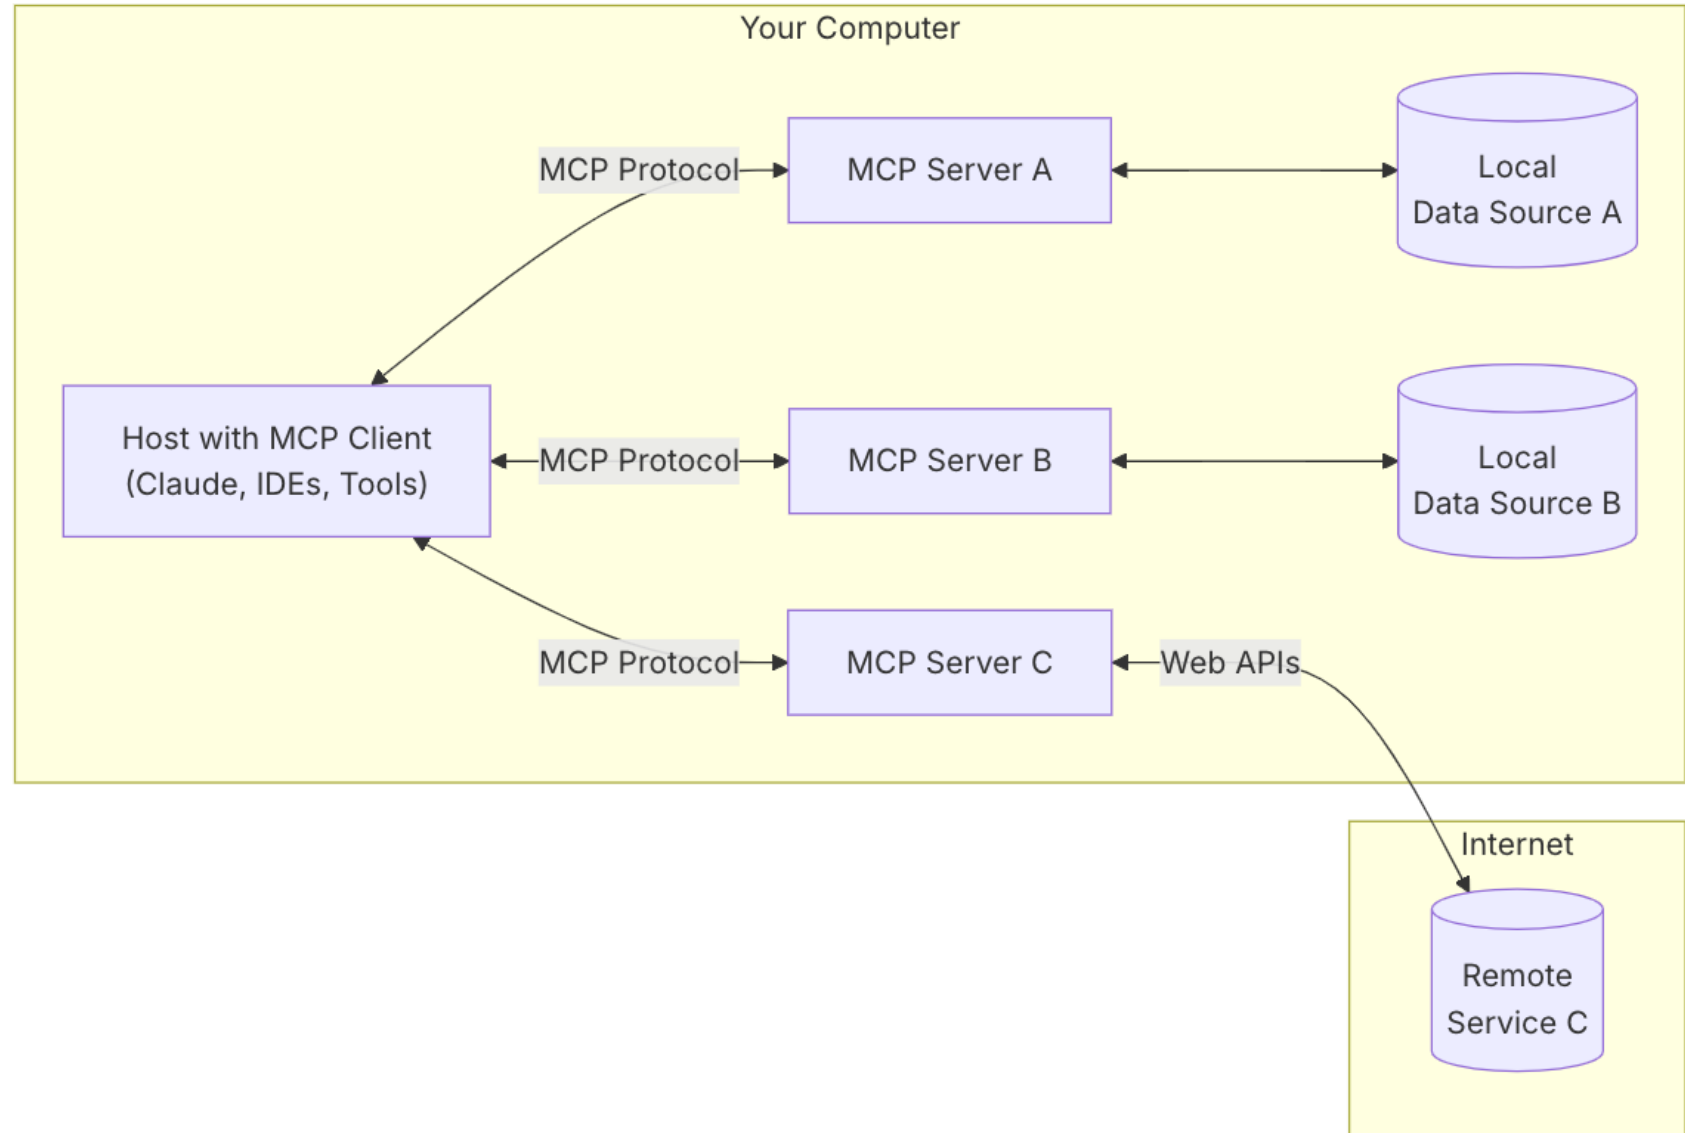 Your Computer
MCP Protocol
MCP Server A
Local
Data Source A
Host with MCP Client
(Claude, IDEs, Tools)
MCP Protocol
MCP Server B
Local
Data Source B
MCP Protocol
MCP Server C
Web APIs
Internet
Remote
Service C